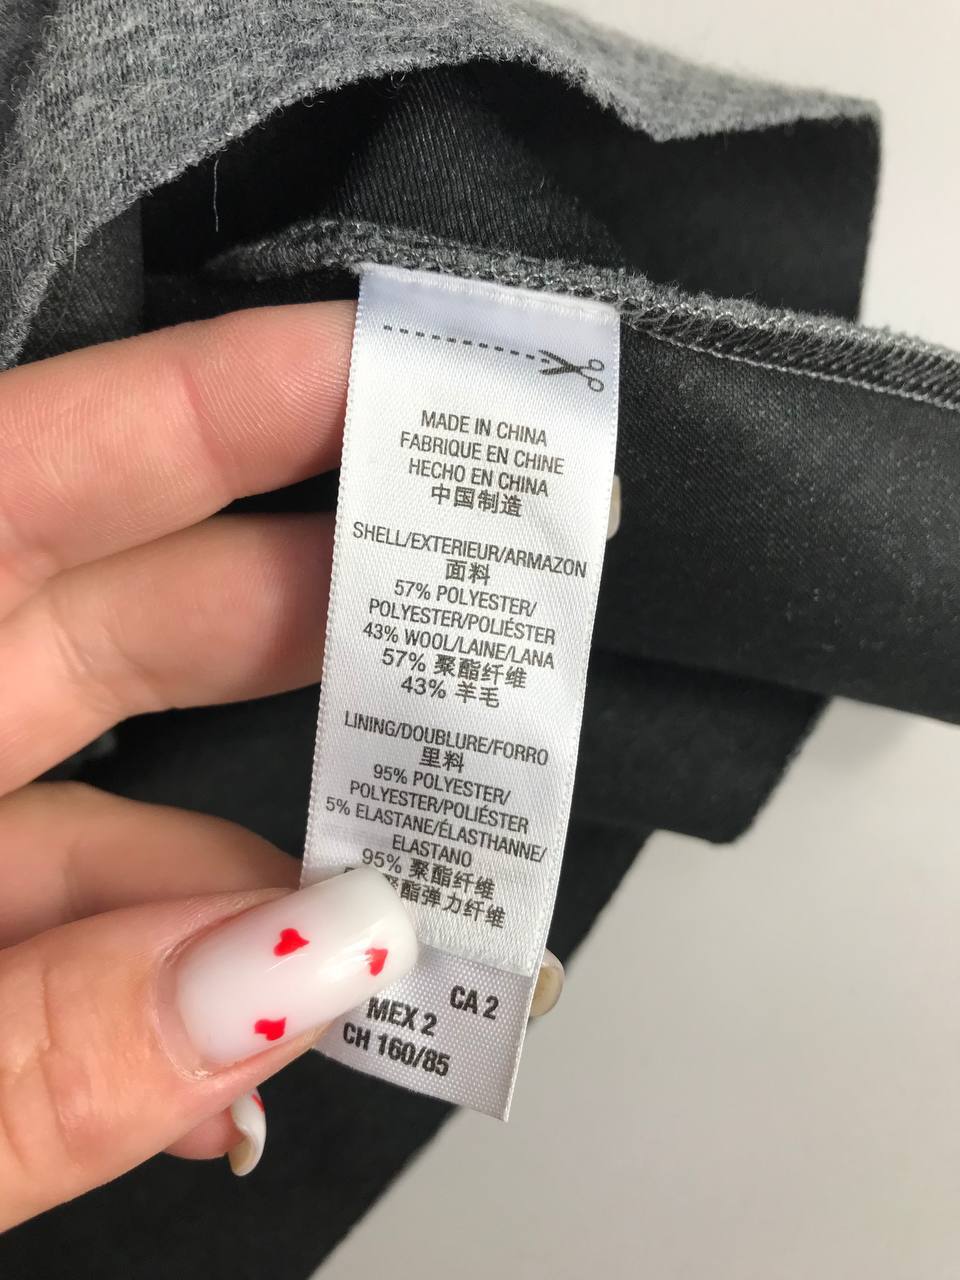 MADE IN CHINA
FABRIQUE EN CHINE
HECHO EN CHINA
中国制造
SHELL/EXTERIEUR/ARMAZON
面料
57% POLYESTER/
POLYESTER/POLIÉSTER
43% WOOL/LAINE/LANA
57% 聚酯纤维
43% 羊毛
LINING/DOUBLURE/FORRO
里料
95% POLYESTER/
POLYESTER/POLIÉSTER
5% ELASTANE/ÉLASTHANNE/
ELASTANO
95% 聚酯纤维
酯弹力纤维
CA 2
MEX 2
CH 160/85